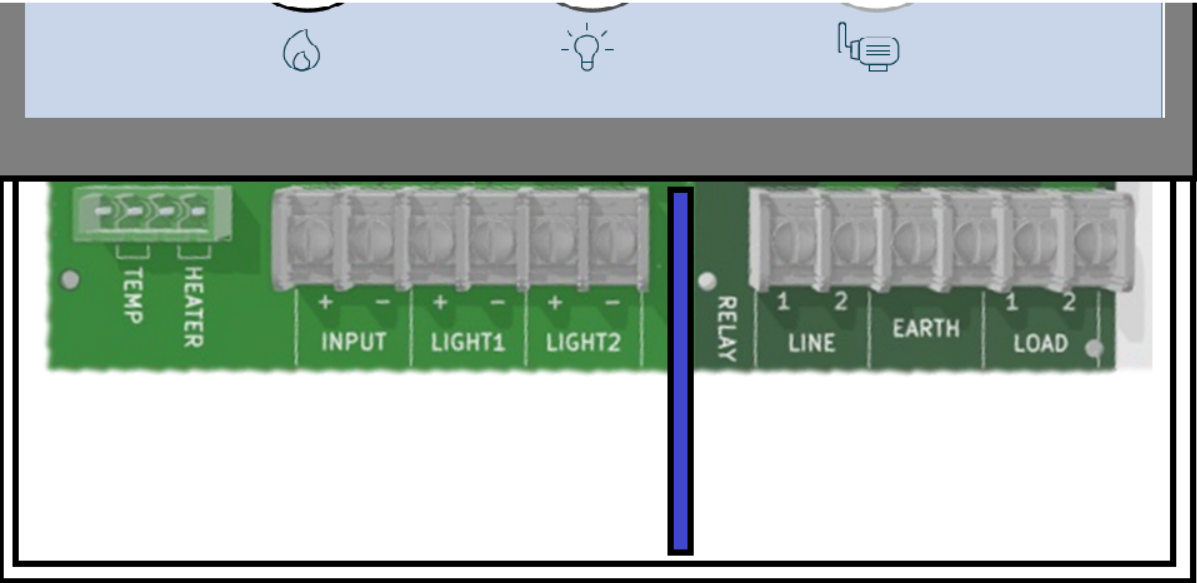 TEMP
HEATER
+ − + − + −
INPUT LIGHT1 LIGHT2
RELAY
1 2 1 2
LINE EARTH LOAD